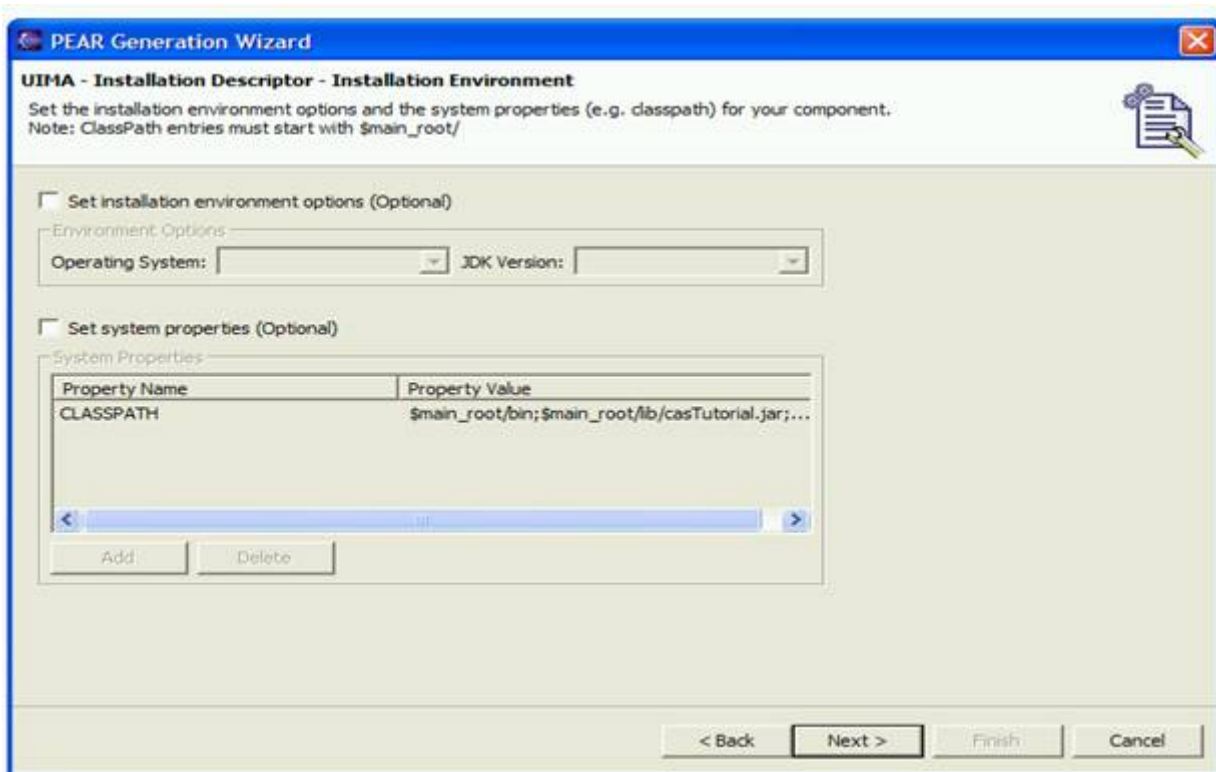 PEAR Generation Wizard
UIMA - Installation Descriptor - Installation Environment
Set the installation environment options and the system properties (e.g. classpath) for your component.
Note: ClassPath entries must start with $main_root/
Set installation environment options (Optional)
Environment Options
Operating System: JDK Version:
Set system properties (Optional)
System Properties
Property Name Property Value
CLASSPATH $main_root/bin;$main_root/lib/casTutorial.jar;...
Add Delete
< Back Next > Finish Cancel